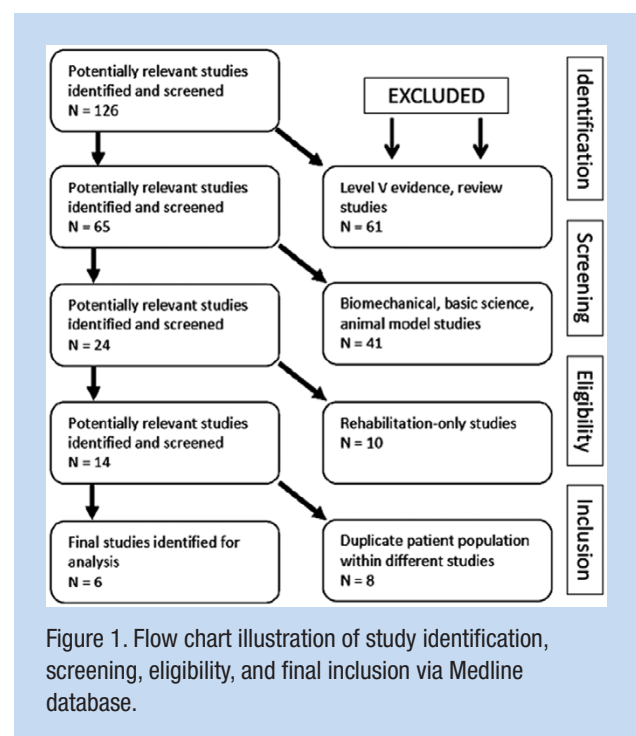 Potentially relevant studies
identified and screened
N = 126
EXCLUDED
Identification
Potentially relevant studies
identified and screened
N = 65
Level V evidence, review
studies
N = 61
Screening
Potentially relevant studies
identified and screened
N = 24
Biomechanical, basic science,
animal model studies
N = 41
Eligibility
Potentially relevant studies
identified and screened
N = 14
Rehabilitation-only studies
N = 10
Inclusion
Final studies identified for
analysis
N = 6
Duplicate patient population
within different studies
N = 8
Figure 1. Flow chart illustration of study identification,
screening, eligibility, and final inclusion via Medline
database.